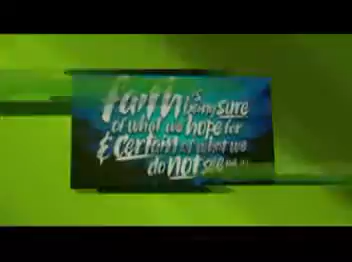 faith is
being sure
of what we hope for
& certain of what we
do not see